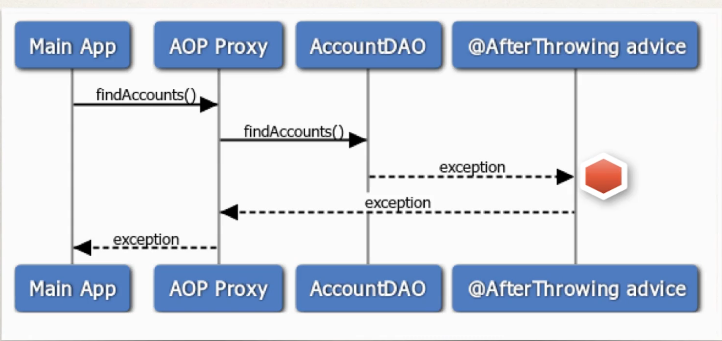 Main App AOP Proxy AccountDAO @AfterThrowing advice
findAccounts()
findAccounts()
exception
exception
exception
Main App AOP Proxy AccountDAO @AfterThrowing advice